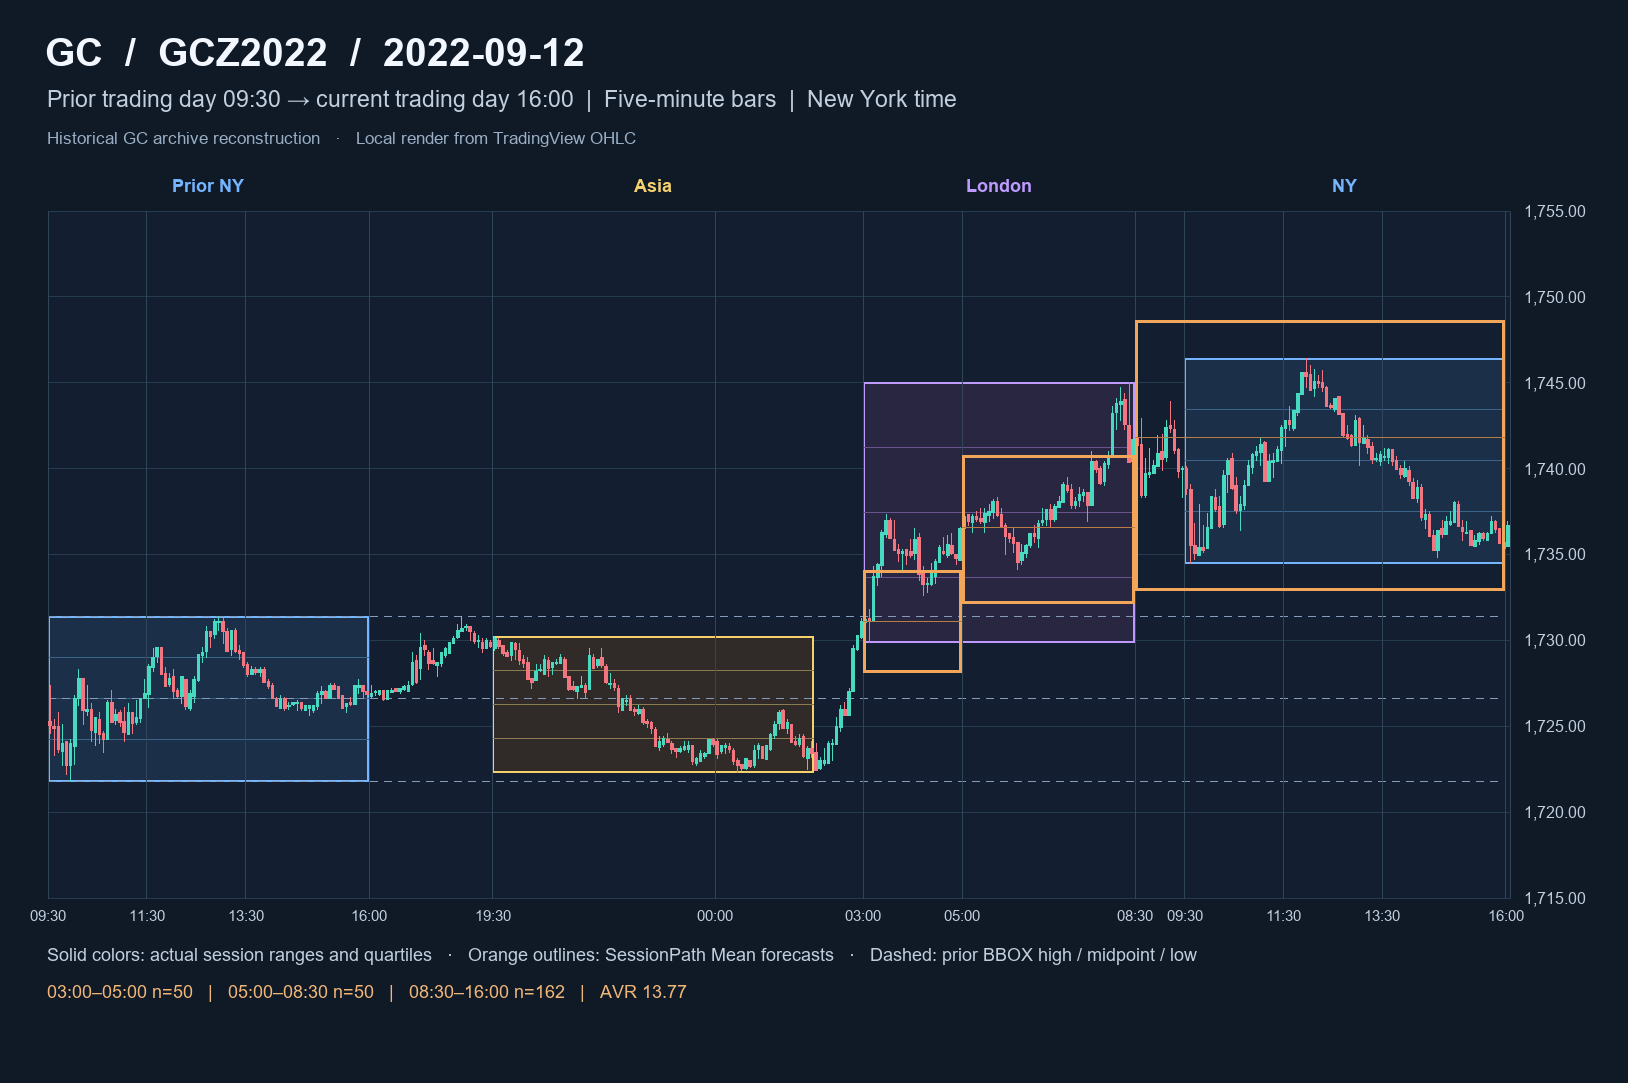 GC / GCZ2022 / 2022-09-12
Prior trading day 09:30 → current trading day 16:00 | Five-minute bars | New York time
Historical GC archive reconstruction · Local render from TradingView OHLC
Prior NY Asia London NY
1,755.00
1,750.00
1,745.00
1,740.00
1,735.00
1,730.00
1,725.00
1,720.00
1,715.00
09:30 11:30 13:30 16:00 19:30 00:00 03:00 05:00 08:30 09:30 11:30 13:30 16:00
Solid colors: actual session ranges and quartiles · Orange outlines: SessionPath Mean forecasts · Dashed: prior BBOX high / midpoint / low
03:00–05:00 n=50 | 05:00–08:30 n=50 | 08:30–16:00 n=162 | AVR 13.77